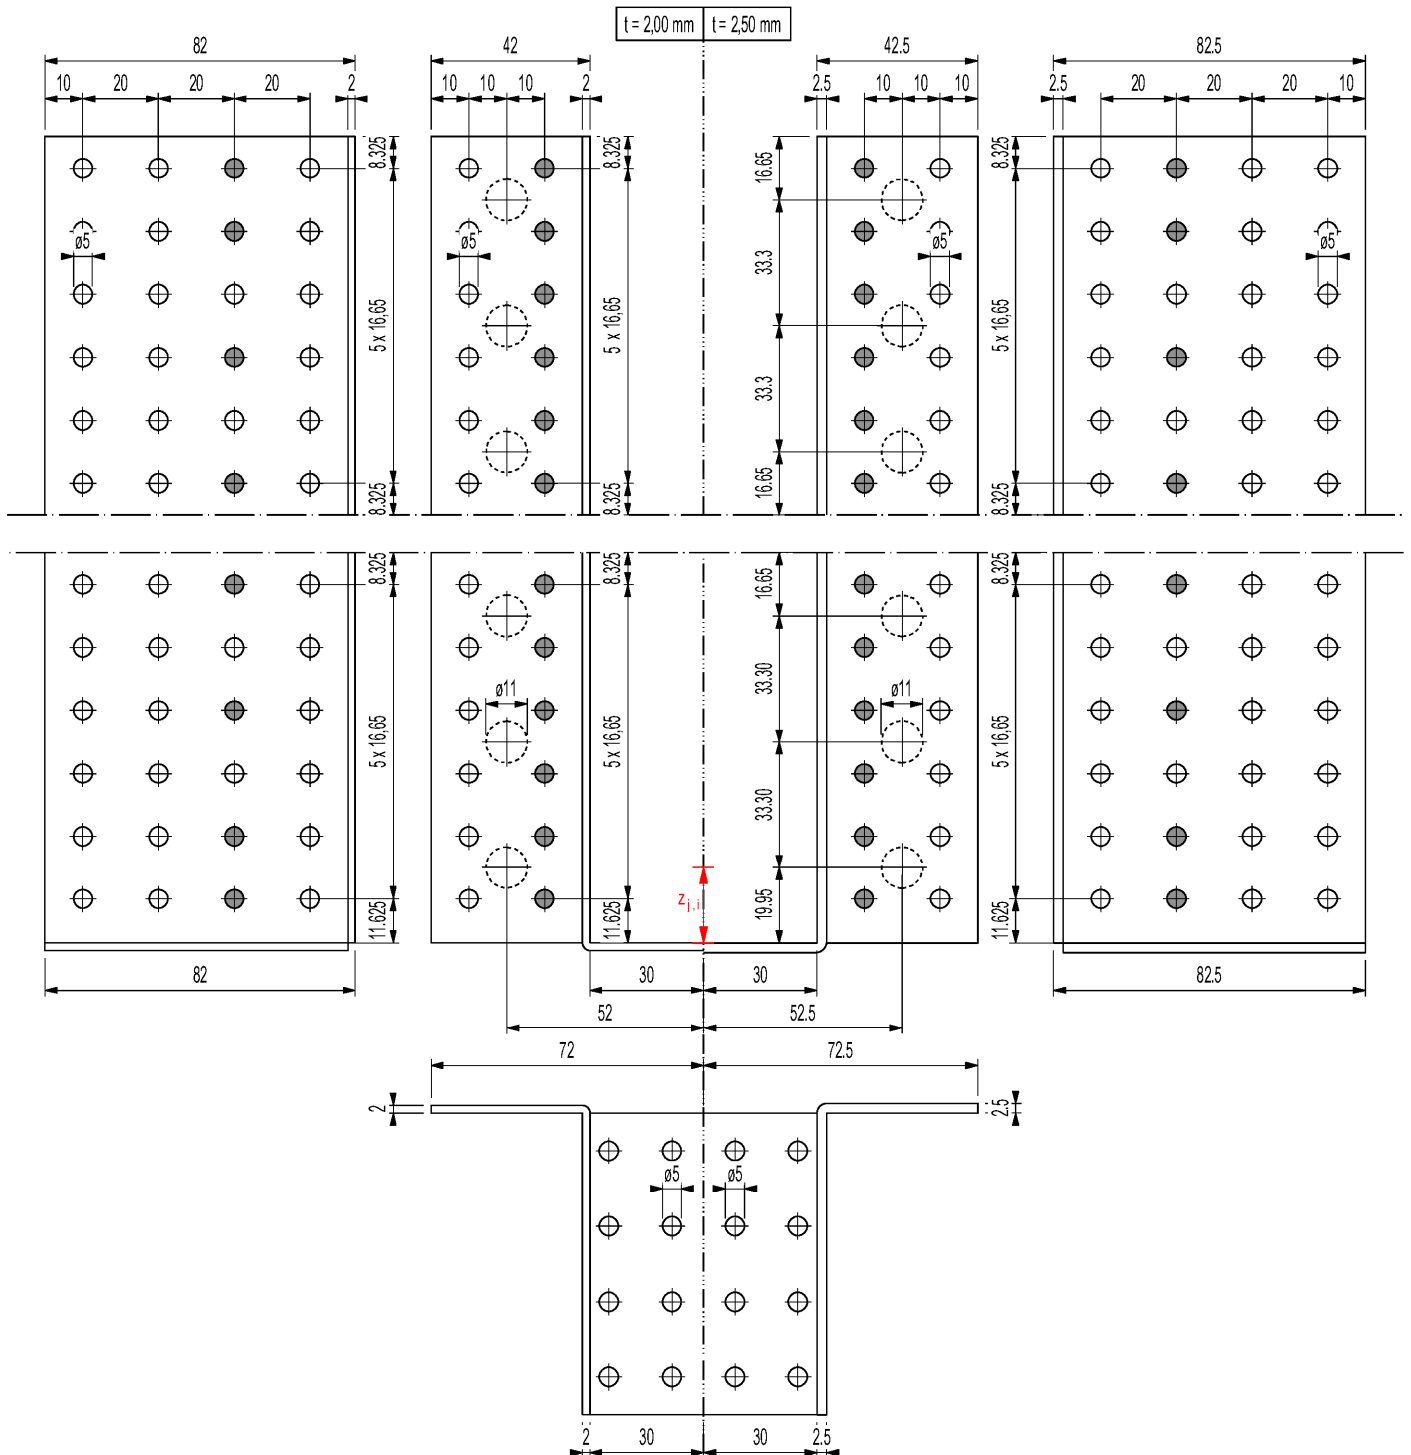 t = 2,00 mm t = 2,50 mm
82 42 42.5 82.5
10 20 20 20 2 10 10 10 2 2.5 10 10 10 2.5 20 20 20 10
8.325 8.325 16.65 8.325
ø5 ø5 ø5 ø5
33.3
5 x 16,65 5 x 16,65 5 x 16,65
33.3
8.325 8.325 16.65 8.325
8.325 8.325 16.65 8.325
33.30
ø11 ø11
5 x 16,65 5 x 16,65 5 x 16,65
33.30
z j,i
11.625 11.625 19.95 11.625
82 30 30 82.5
52 52.5
72 72.5
2 2.5
ø5 ø5
2 30 30 2.5